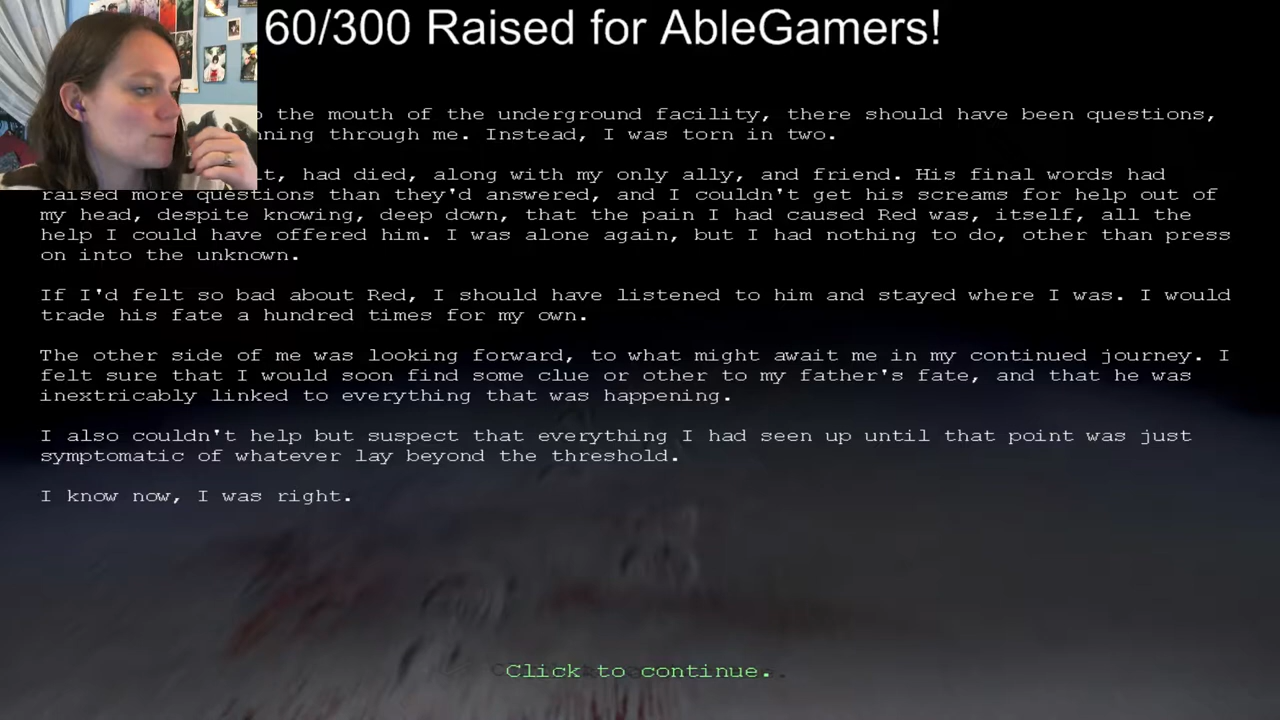 60/300 Raised for AbleGamers!
the mouth of the underground facility, there should have been questions,
through me. Instead, I was torn in two.
had died, along with my only ally, and friend. His final words had
raised more questions than they'd answered, and I couldn't get his screams for help out of
my head, despite knowing, deep down, that the pain I had caused Red was, itself, all the
help I could have offered him. I was alone again, but I had nothing to do, other than press
on into the unknown.
If I'd felt so bad about Red, I should have listened to him and stayed where I was. I would
trade his fate a hundred times for my own.
The other side of me was looking forward, to what might await me in my continued journey. I
felt sure that I would soon find some clue or other to my father's fate, and that he was
inextricably linked to everything that was happening.
I also couldn't help but suspect that everything I had seen up until that point was just
symptomatic of whatever lay beyond the threshold.
I know now, I was right.
Click to continue.